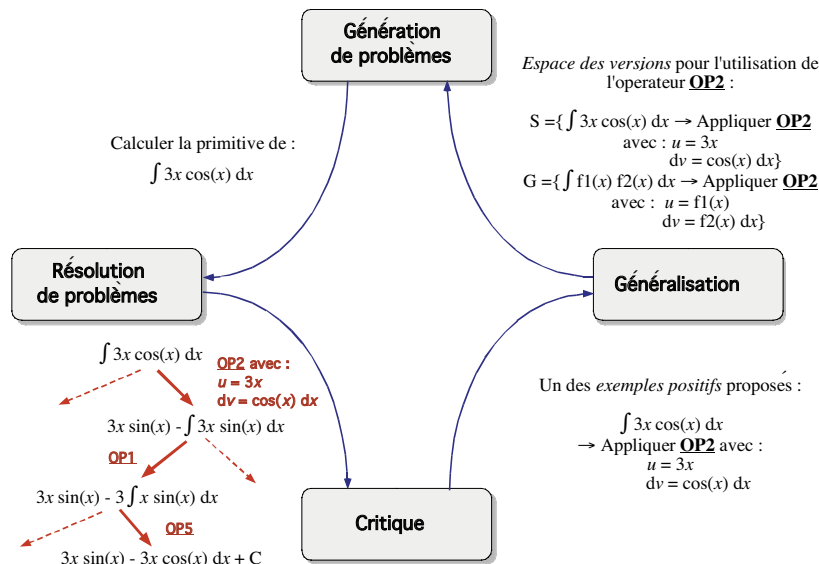 Génération
de problèmes
Espace des versions pour l'utilisation de
l'operateur OP2 :
S ={∫ 3x cos(x) dx → Appliquer OP2
avec : u = 3x
dv = cos(x) dx}
G ={∫ f1(x) f2(x) dx → Appliquer OP2
avec : u = f1(x)
dv = f2(x) dx}
Calculer la primitive de :
∫ 3x cos(x) dx
Résolution
de problèmes
Généralisation
∫ 3x cos(x) dx
OP2 avec :
u = 3x
dv = cos(x) dx
3x sin(x) - ∫ 3x sin(x) dx
OP1
3x sin(x) - 3 ∫ x sin(x) dx
OP5
3x sin(x) - 3x cos(x) dx + C
Critique
Un des exemples positifs proposés :
∫ 3x cos(x) dx
→ Appliquer OP2 avec :
u = 3x
dv = cos(x) dx